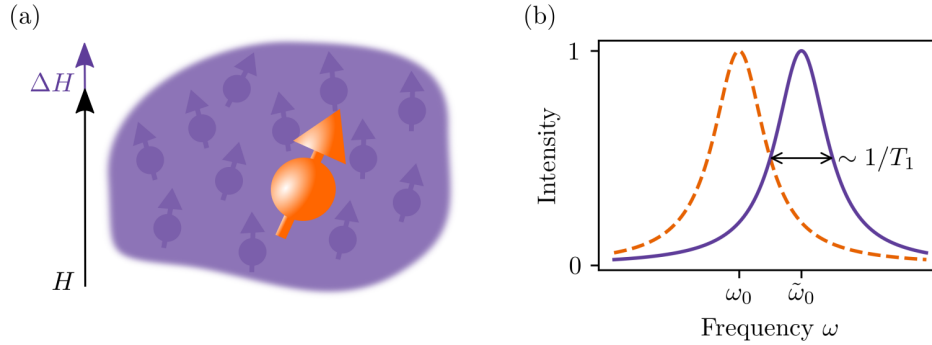 (a)
ΔH
H
(b)
Intensity
1
0
∼ 1/T₁
ω₀
ω̃₀
Frequency ω